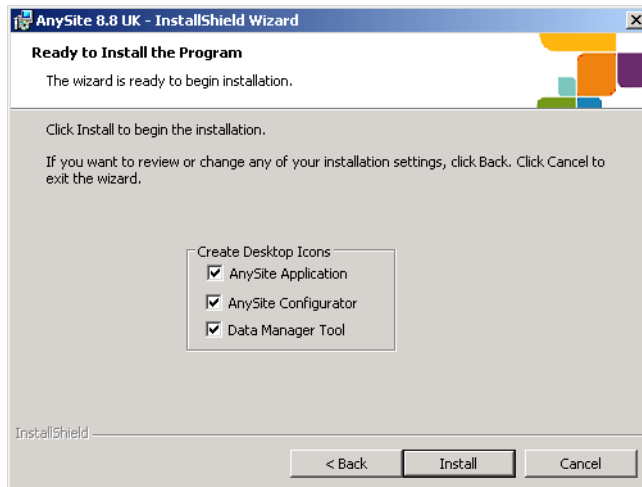 AnySite 8.8 UK - InstallShield Wizard
Ready to Install the Program
The wizard is ready to begin installation.
Click Install to begin the installation.
If you want to review or change any of your installation settings, click Back. Click Cancel to
exit the wizard.
Create Desktop Icons
AnySite Application
AnySite Configurator
Data Manager Tool
InstallShield
< Back
Install
Cancel